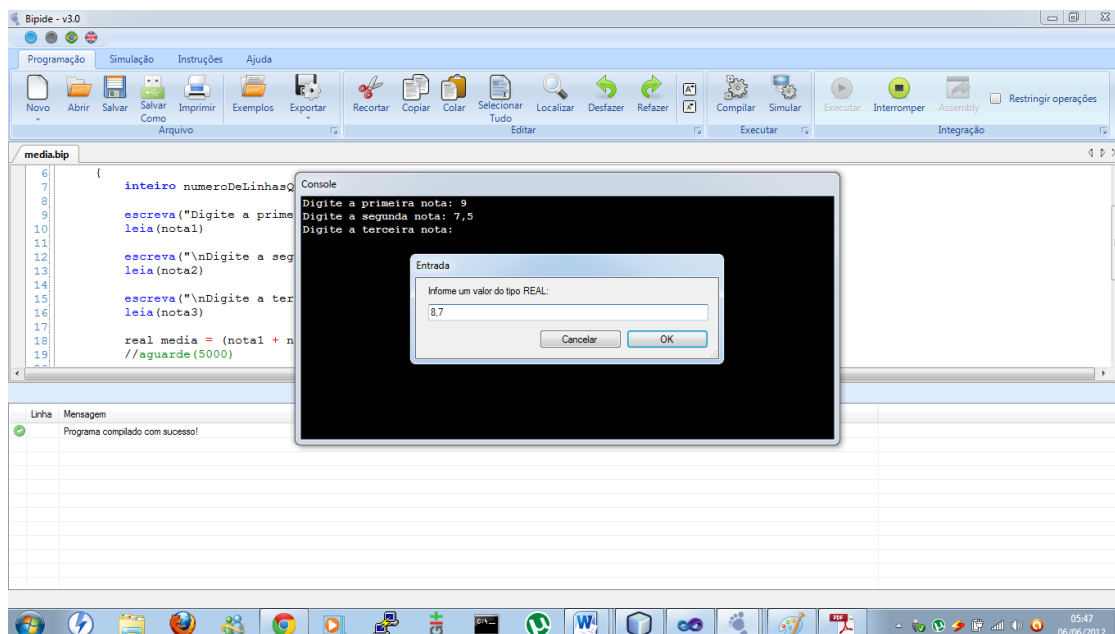 Bipide - v3.0
Programação Simulação Instruções Ajuda
Novo Abrir Salvar Salvar Como Imprimir Exemplos Exportar Recortar Copiar Colar Selecionar Tudo Localizar Desfazer Refazer Compilar Simular Executar Interromper Assembly Restringir operações
Arquivo Editar Executar Integração
media.bip
6 {
7 inteiro numeroDeLinhasQ
8
9 escreva("Digite a prime
10 leia(nota1)
11
12 escreva("\nDigite a seg
13 leia(nota2)
14
15 escreva("\nDigite a ter
16 leia(nota3)
17
18 real media = (nota1 + n
19 //aguarde(5000)
Console
Digite a primeira nota: 9
Digite a segunda nota: 7,5
Digite a terceira nota:
Entrada
Informe um valor do tipo REAL:
8,7
Cancelar OK
Linha Mensagem
Programa compilado com sucesso!
05:47
06/06/2012